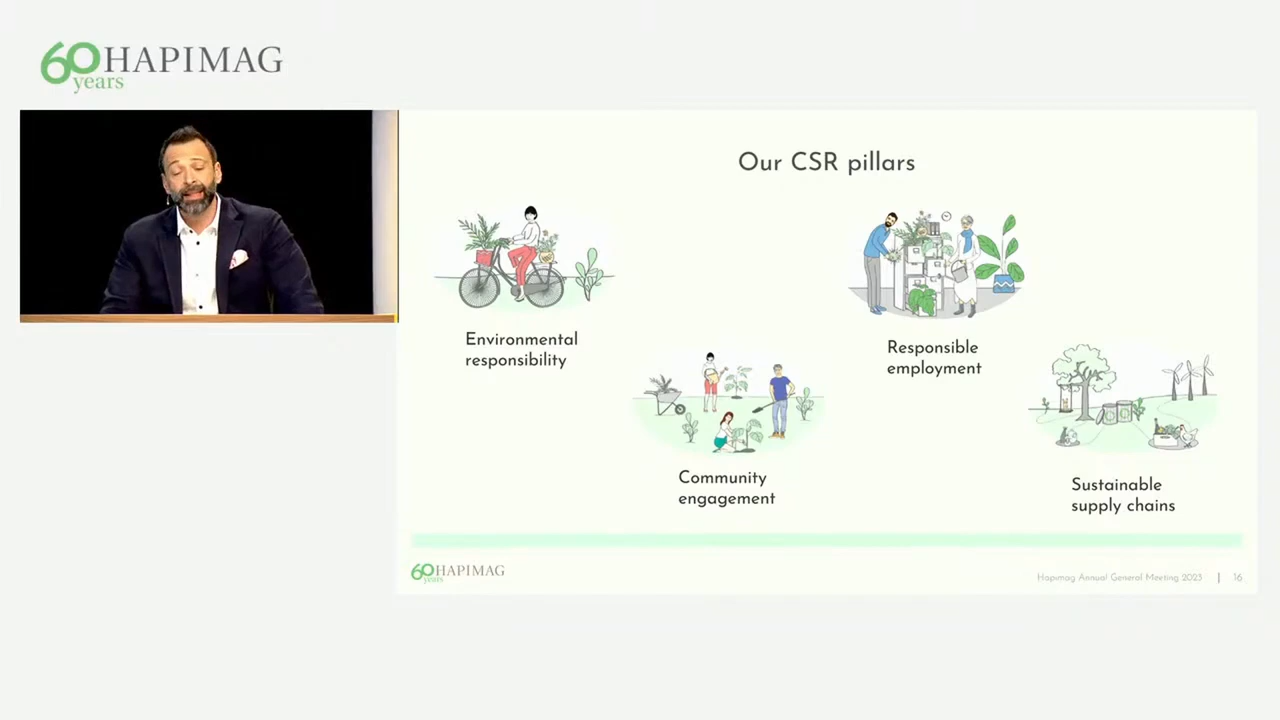 60 HAPIMAG
years
Our CSR pillars
Environmental
responsibility
Responsible
employment
Community
engagement
Sustainable
supply chains
60 HAPIMAG
years
Hapimag Annual General Meeting 2023 | 16